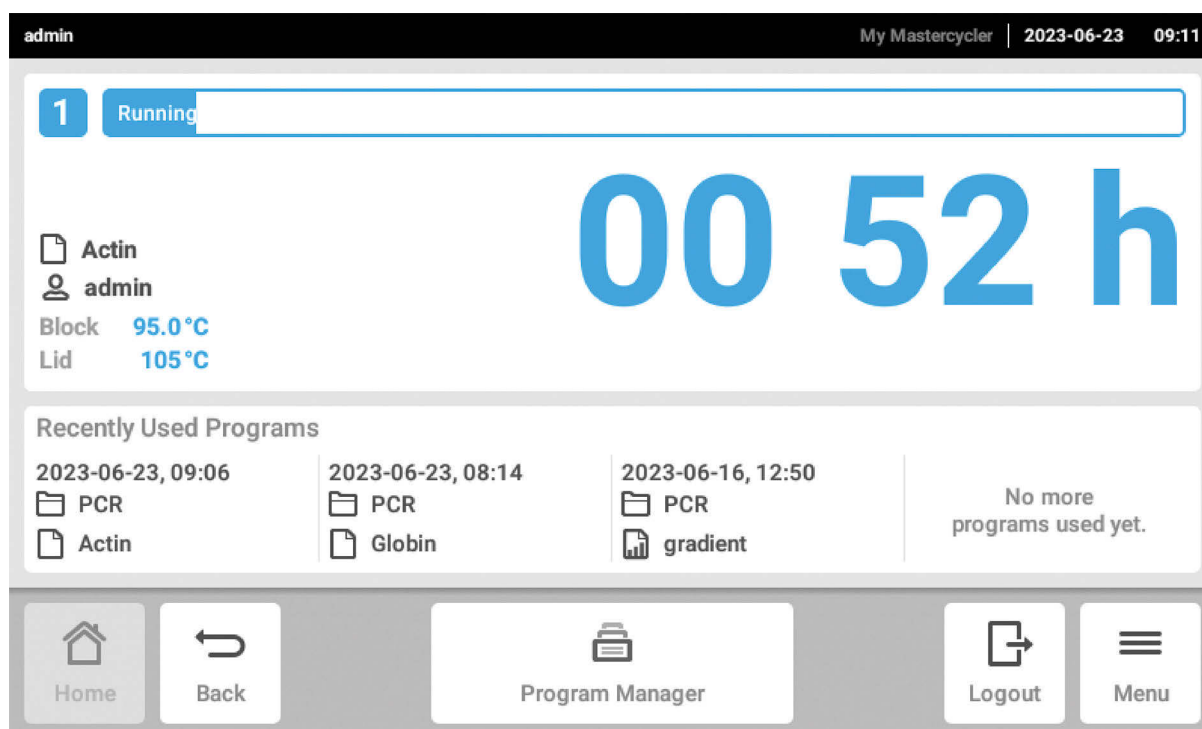 admin My Mastercycler 2023-06-23 09:11
1 Running
00 52 h
Actin
admin
Block 95.0°C
Lid 105°C
Recently Used Programs
2023-06-23, 09:06
PCR
Actin
2023-06-23, 08:14
PCR
Globin
2023-06-16, 12:50
PCR
gradient
No more
programs used yet.
Home Back Program Manager Logout Menu